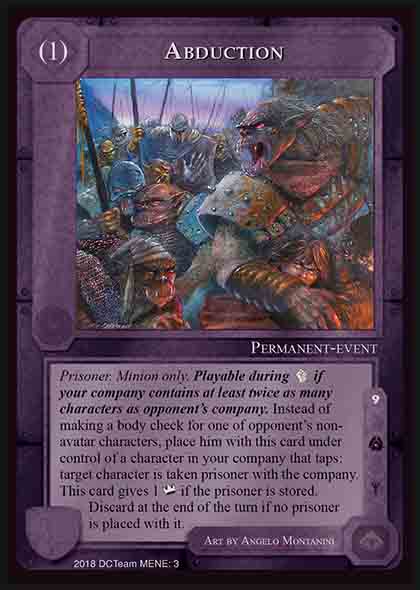 (1)
ABDUCTION
PERMANENT-EVENT
Prisoner. Minion only. Playable during if
your company contains at least twice as many
characters as opponent's company. Instead of
making a body check for one of opponent's non-
avatar characters, place him with this card under
control of a character in your company that taps:
target character is taken prisoner with the company.
This card gives 1 if the prisoner is stored.
Discard at the end of the turn if no prisoner
is placed with it.
9
ART BY ANGELO MONTANINI
2018 DCTeam MENE: 3